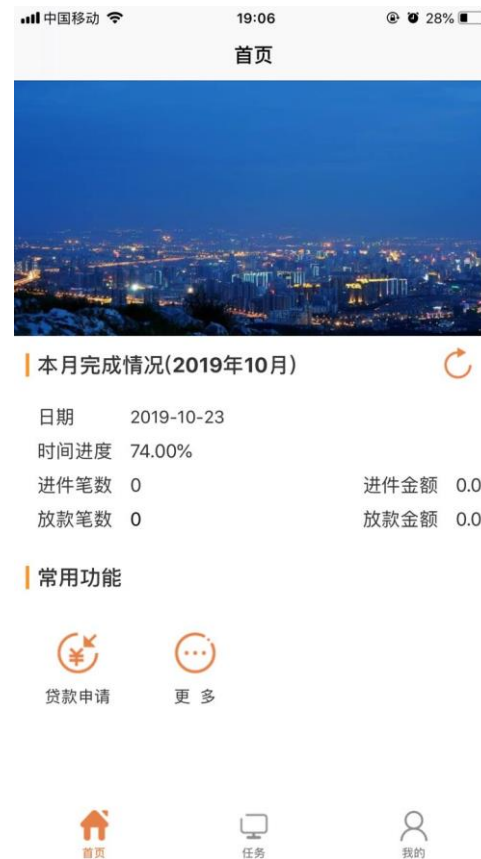 中国移动 19:06 28%
首页
本月完成情况(2019年10月)
日期 2019-10-23
时间进度 74.00%
进件笔数 0 进件金额 0.0
放款笔数 0 放款金额 0.0
常用功能
贷款申请 更 多
首页 任务 我的